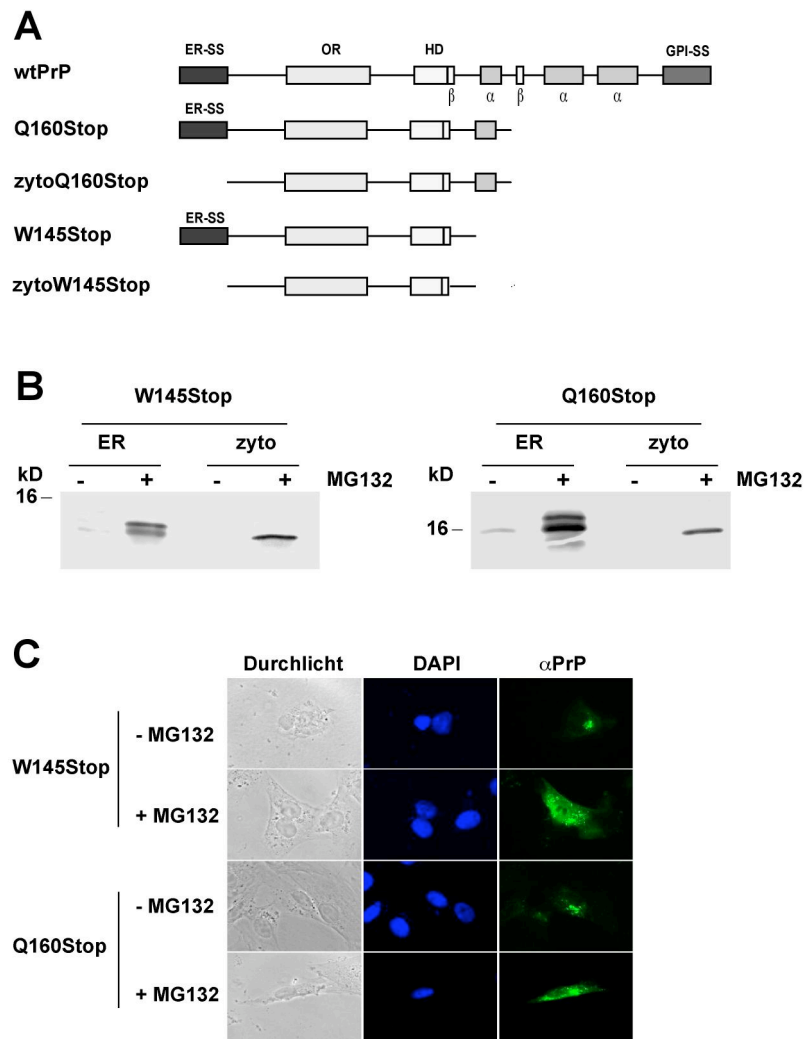 A
ER-SS OR HD GPI-SS
wtPrP
β α β α α
ER-SS
Q160Stop
zytoQ160Stop
ER-SS
W145Stop
zytoW145Stop
B
W145Stop Q160Stop
ER zyto ER zyto
kD - + - + MG132 kD - + - + MG132
16 16
C
Durchlicht DAPI αPrP
- MG132
W145Stop
+ MG132
- MG132
Q160Stop
+ MG132